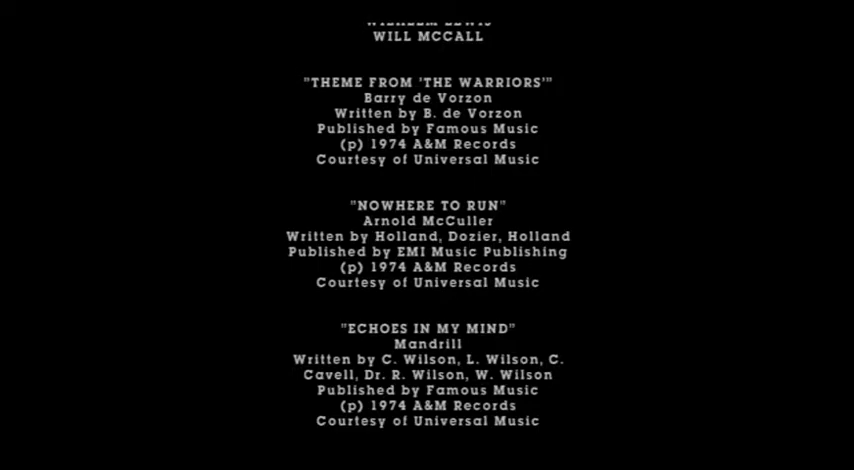 WILHELM LEWIS
WILL MCCALL
"THEME FROM 'THE WARRIORS'"
Barry de Vorzon
Written by B. de Vorzon
Published by Famous Music
(p) 1974 A&M Records
Courtesy of Universal Music
"NOWHERE TO RUN"
Arnold McCuller
Written by Holland, Dozier, Holland
Published by EMI Music Publishing
(p) 1974 A&M Records
Courtesy of Universal Music
"ECHOES IN MY MIND"
Mandrill
Written by C. Wilson, L. Wilson, C.
Cavell, Dr. R. Wilson, W. Wilson
Published by Famous Music
(p) 1974 A&M Records
Courtesy of Universal Music